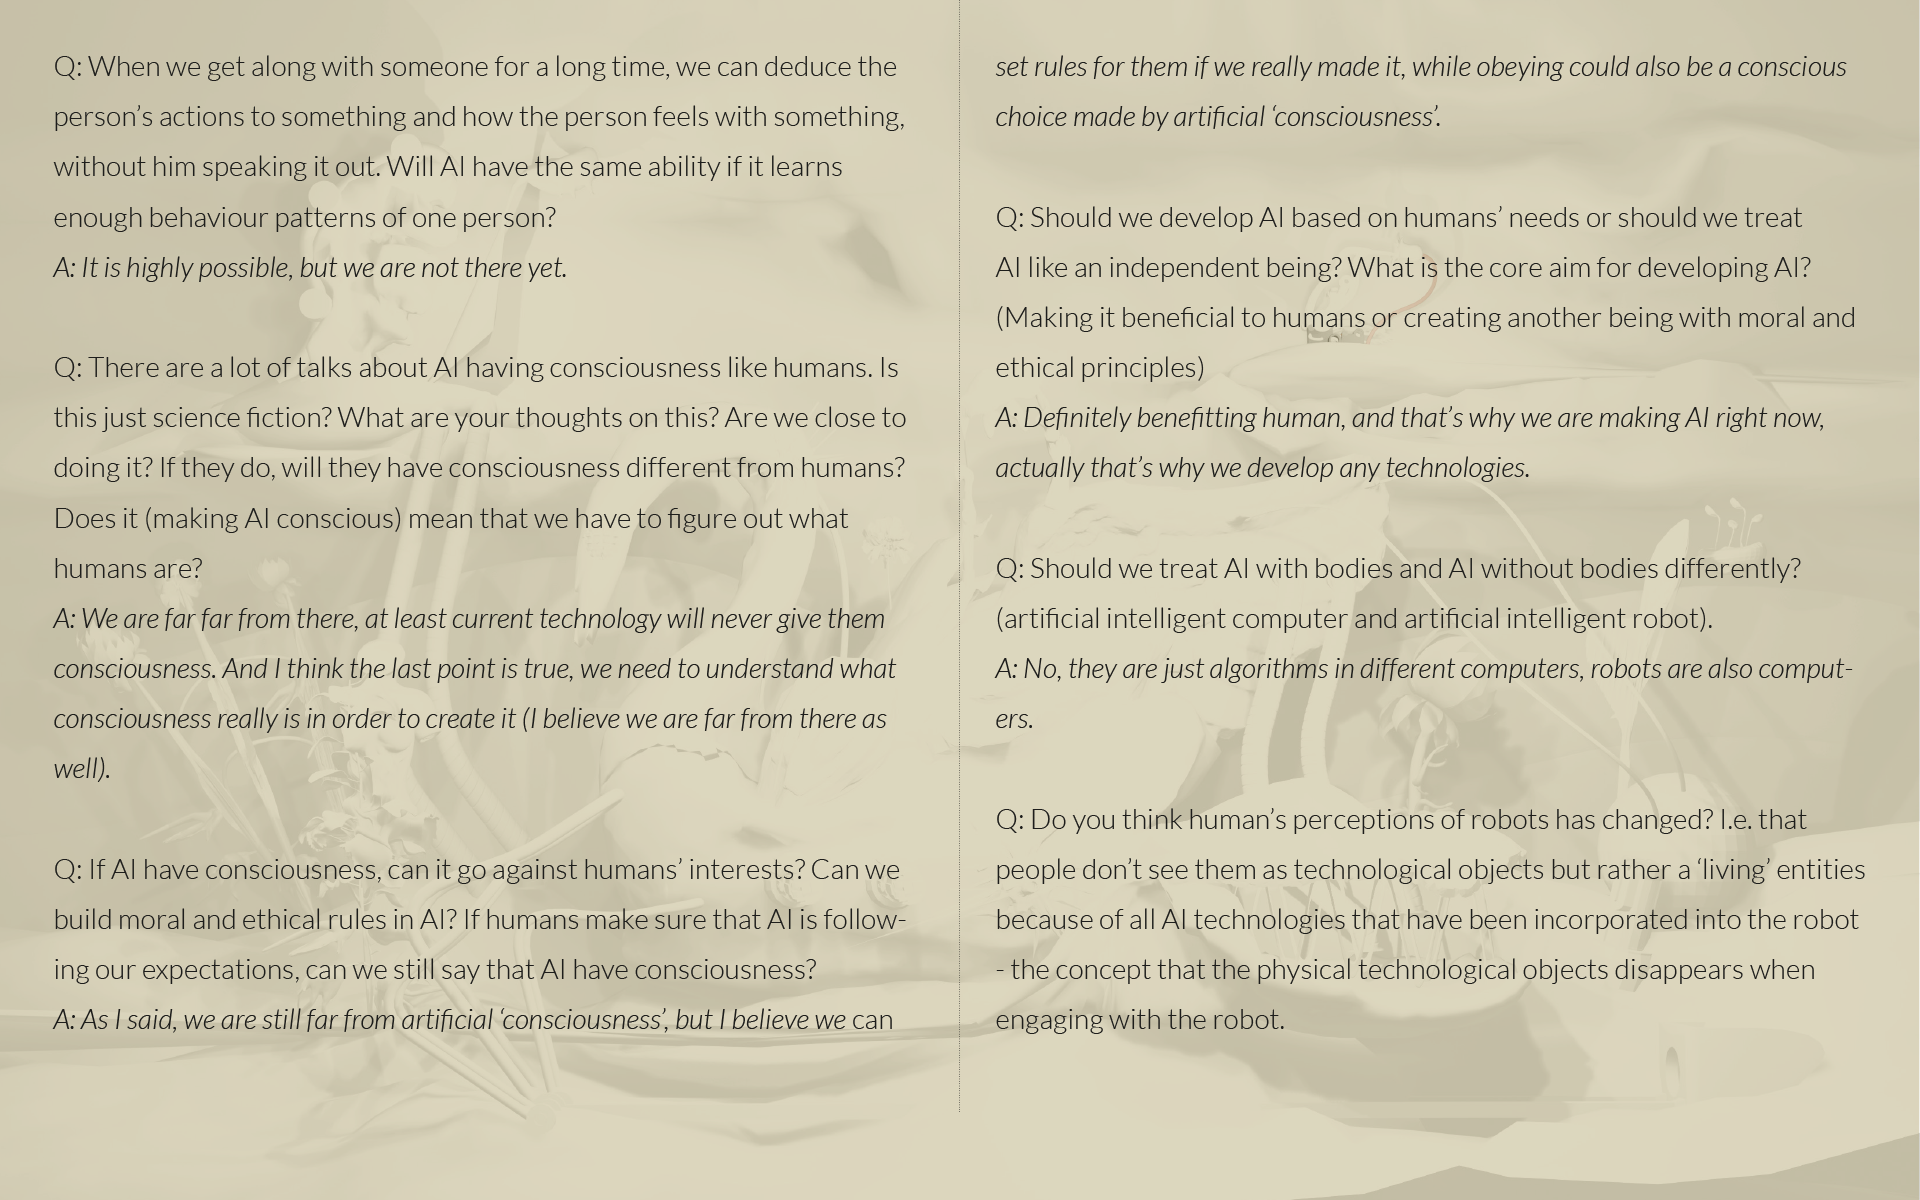 Q: When we get along with someone for a long time, we can deduce the
person’s actions to something and how the person feels with something,
without him speaking it out. Will AI have the same ability if it learns
enough behaviour patterns of one person?
A: It is highly possible, but we are not there yet.
Q: There are a lot of talks about AI having consciousness like humans. Is
this just science fiction? What are your thoughts on this? Are we close to
doing it? If they do, will they have consciousness different from humans?
Does it (making AI conscious) mean that we have to figure out what
humans are?
A: We are far far from there, at least current technology will never give them
consciousness. And I think the last point is true, we need to understand what
consciousness really is in order to create it (I believe we are far from there as
well).
Q: If AI have consciousness, can it go against humans’ interests? Can we
build moral and ethical rules in AI? If humans make sure that AI is follow-
ing our expectations, can we still say that AI have consciousness?
A: As I said, we are still far from artificial ‘consciousness’, but I believe we can
set rules for them if we really made it, while obeying could also be a conscious
choice made by artificial ‘consciousness’.
Q: Should we develop AI based on humans’ needs or should we treat
AI like an independent being? What is the core aim for developing AI?
(Making it beneficial to humans or creating another being with moral and
ethical principles)
A: Definitely benefitting human, and that’s why we are making AI right now,
actually that’s why we develop any technologies.
Q: Should we treat AI with bodies and AI without bodies differently?
(artificial intelligent computer and artificial intelligent robot).
A: No, they are just algorithms in different computers, robots are also comput-
ers.
Q: Do you think human’s perceptions of robots has changed? I.e. that
people don’t see them as technological objects but rather a ‘living’ entities
because of all AI technologies that have been incorporated into the robot
- the concept that the physical technological objects disappears when
engaging with the robot.